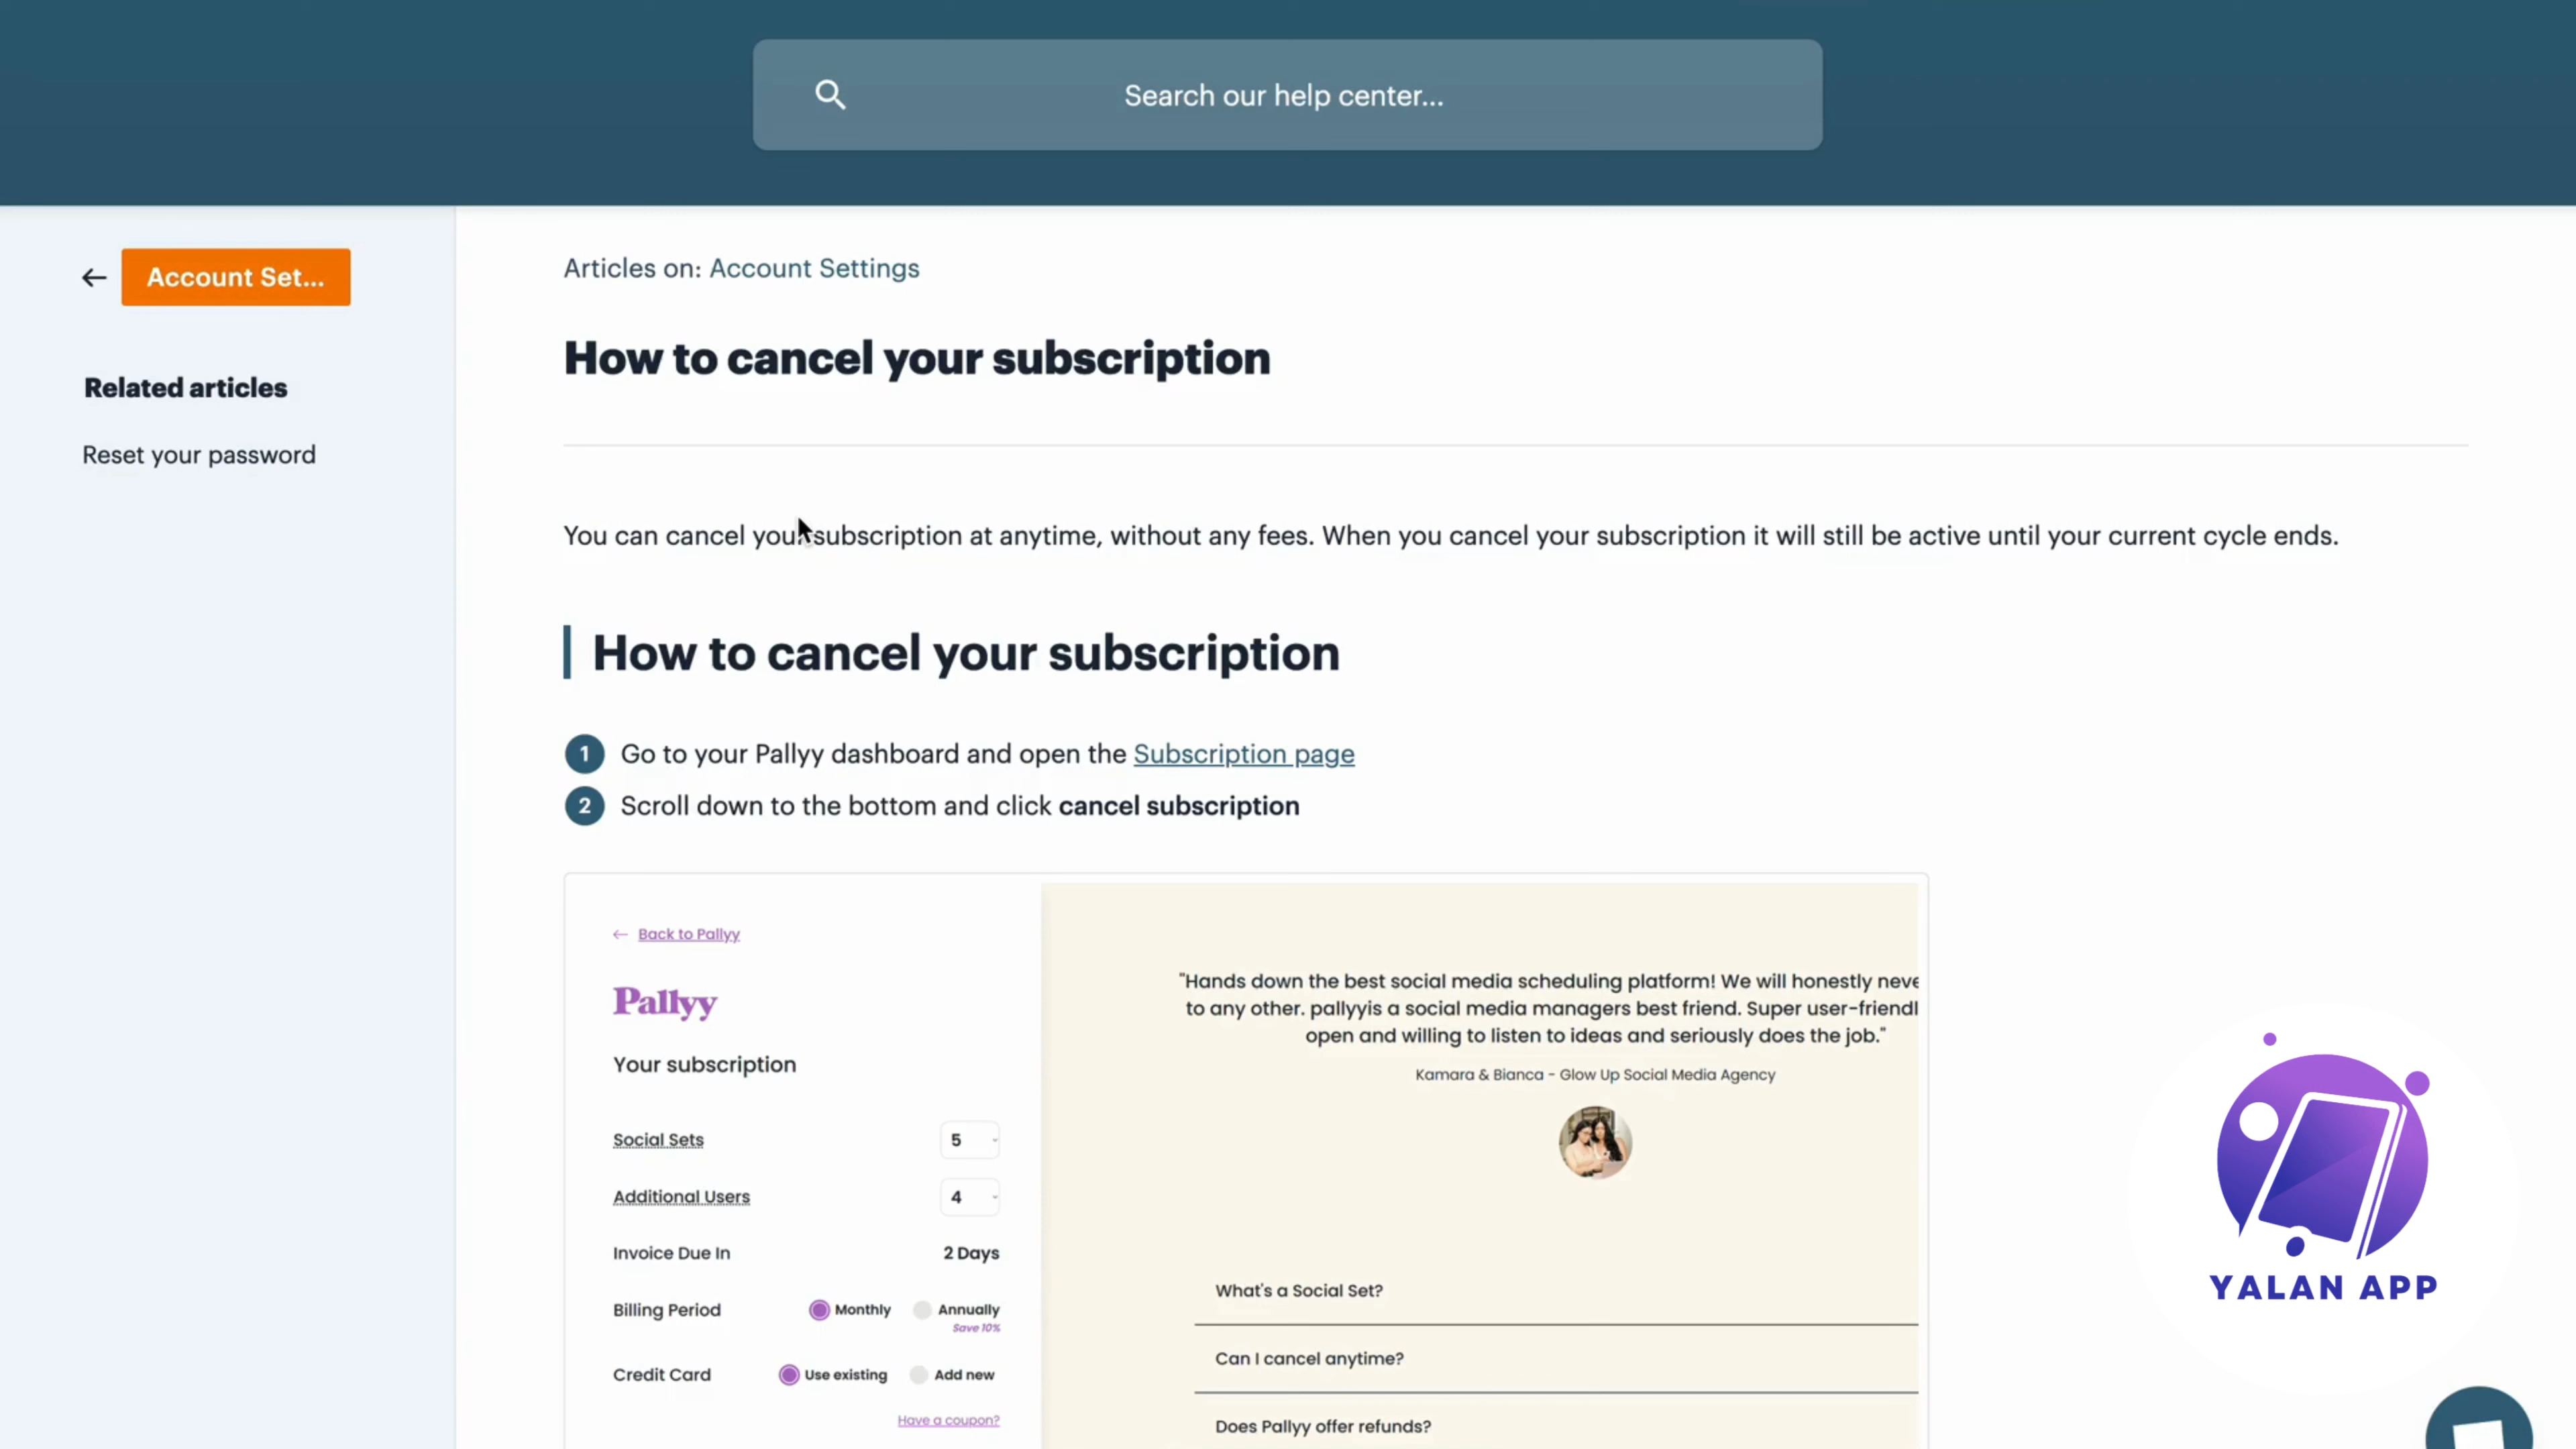 Search our help center...
Account Set...
Related articles
Reset your password
Articles on: Account Settings
How to cancel your subscription
You can cancel your subscription at anytime, without any fees. When you cancel your subscription it will still be active until your current cycle ends.
How to cancel your subscription
1 Go to your Pallyy dashboard and open the Subscription page
2 Scroll down to the bottom and click cancel subscription
← Back to Pallyy
Pallyy
Your subscription
Social Sets 5
Additional Users 4
Invoice Due In 2 Days
Billing Period Monthly Annually
Save 10%
Credit Card Use existing Add new
Have a coupon?
"Hands down the best social media scheduling platform! We will honestly neve
to any other. pallyyis a social media managers best friend. Super user-friendl
open and willing to listen to ideas and seriously does the job."
Kamara & Bianca - Glow Up Social Media Agency
What's a Social Set?
Can I cancel anytime?
Does Pallyy offer refunds?
YALAN APP